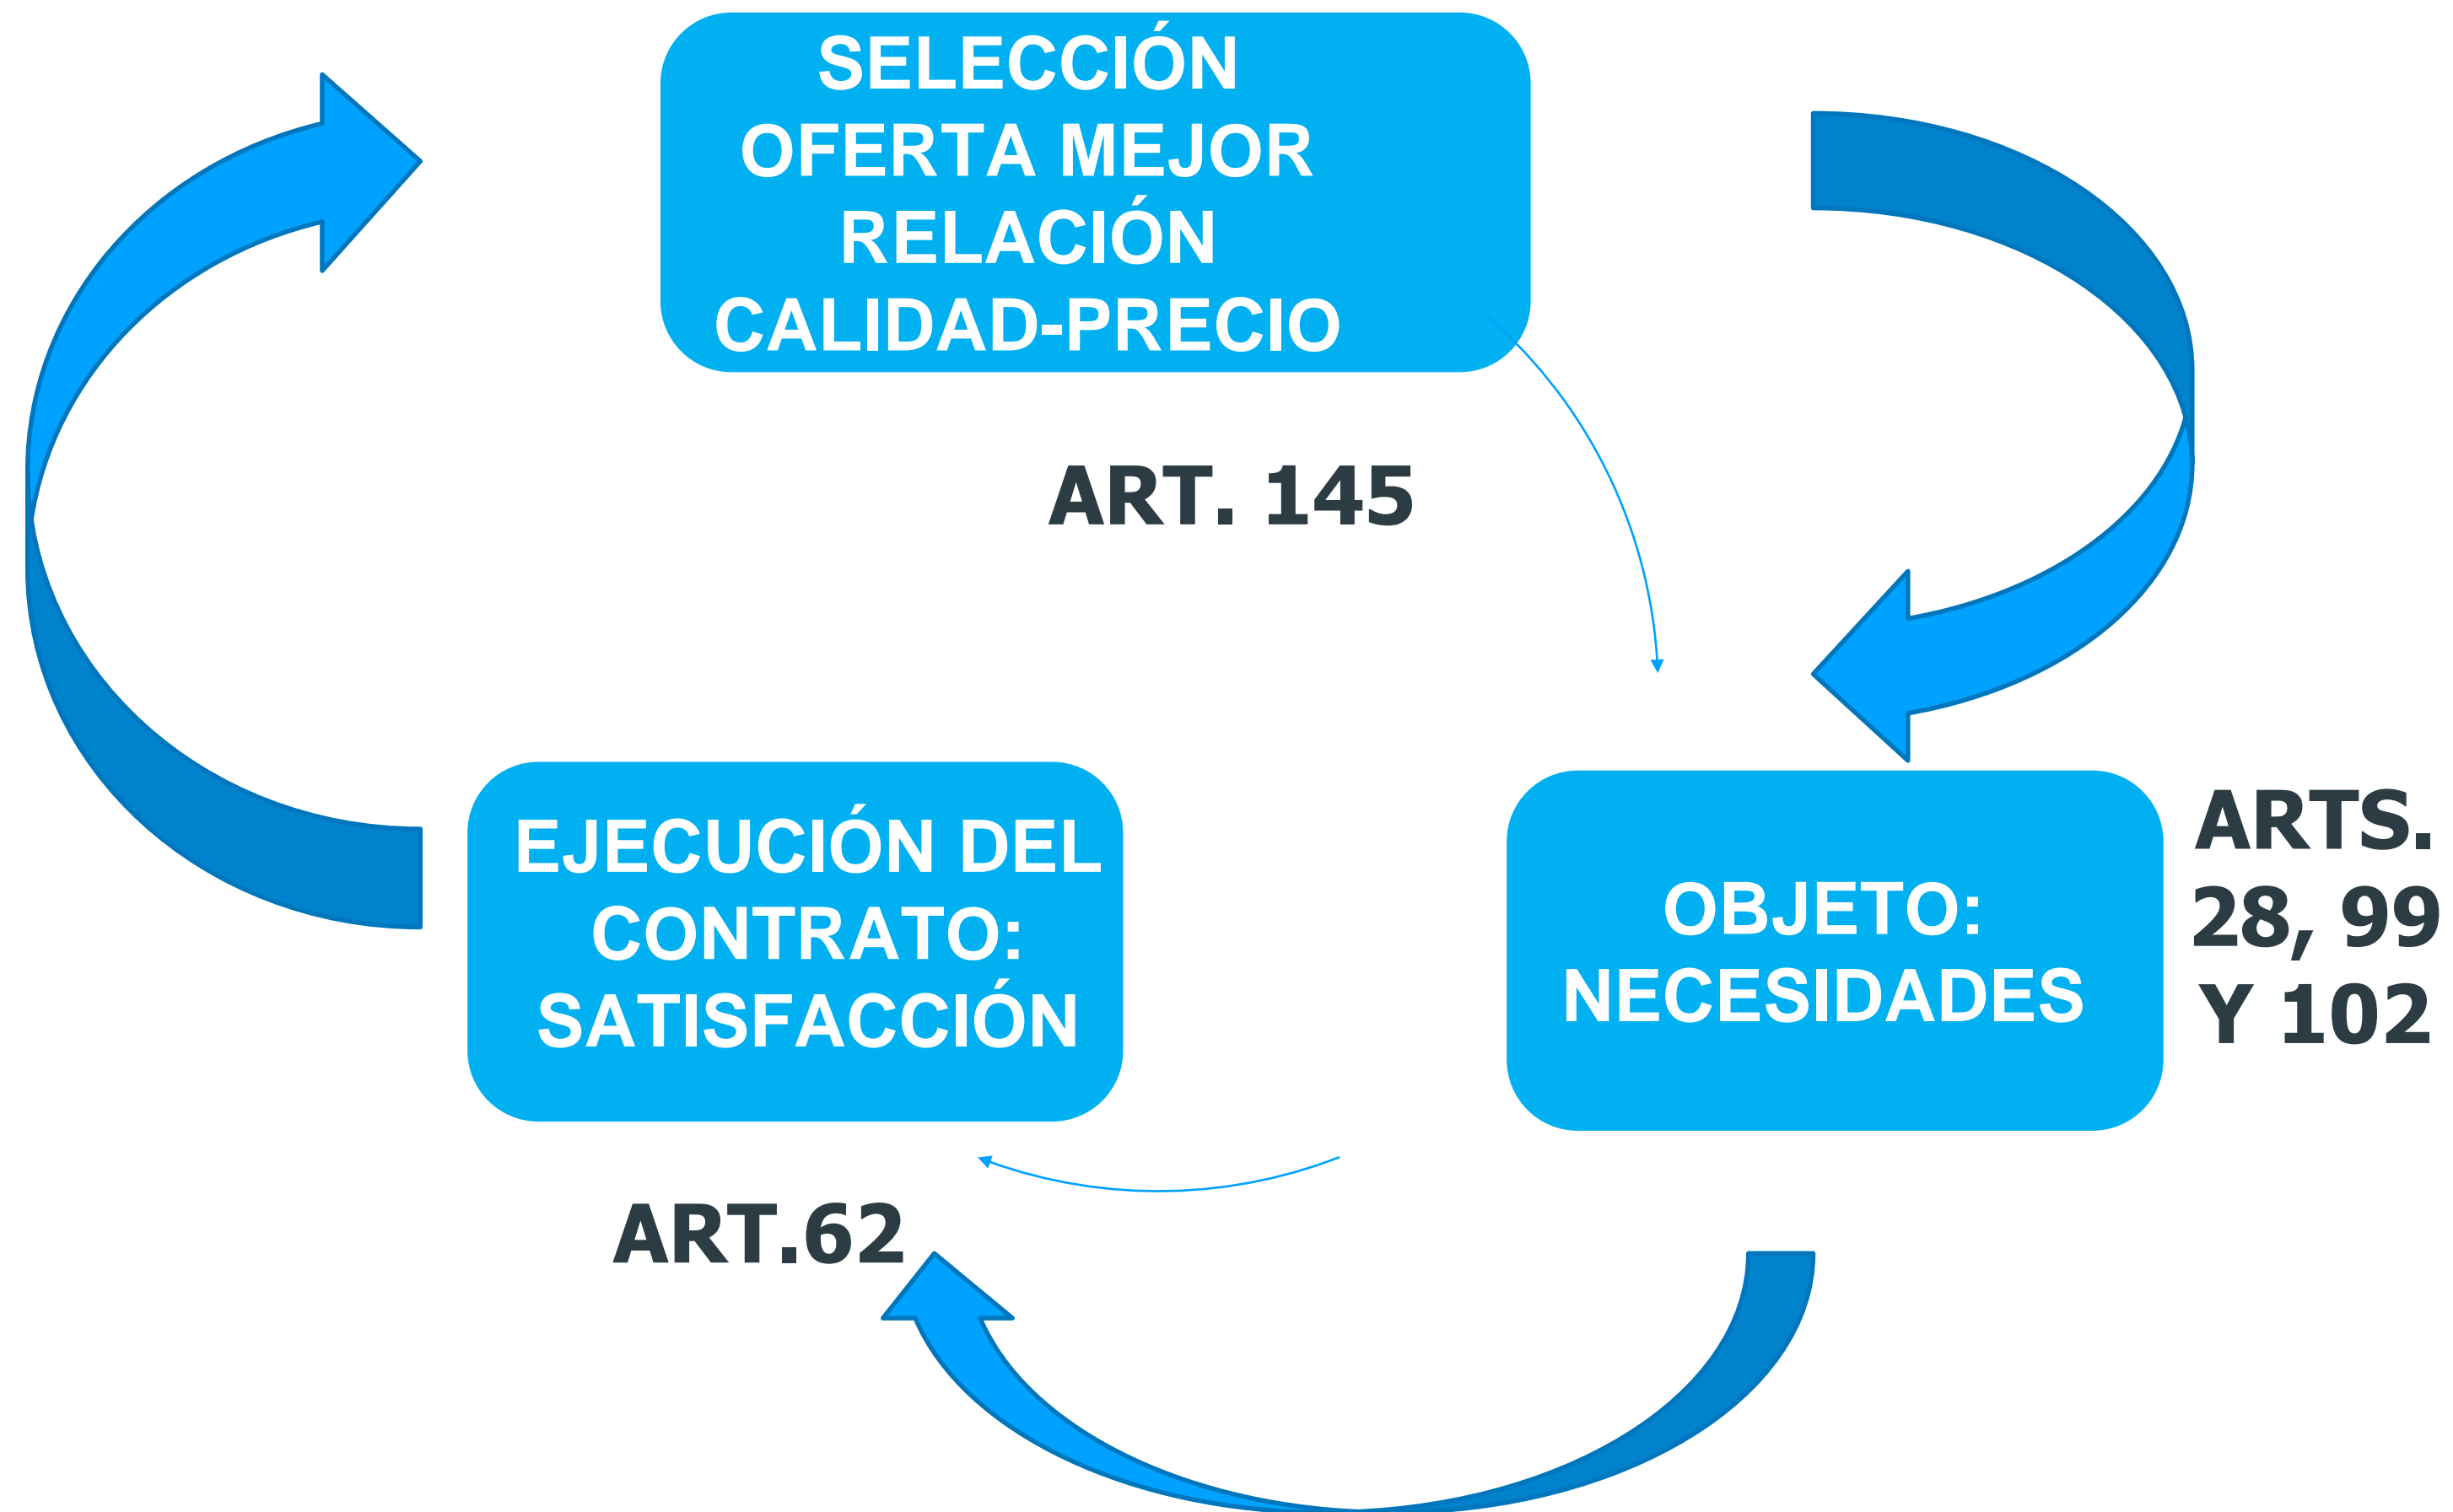 SELECCIÓN
OFERTA MEJOR
RELACIÓN
CALIDAD-PRECIO
ART. 145
EJECUCIÓN DEL
CONTRATO:
SATISFACCIÓN
OBJETO:
NECESIDADES
ARTS.
28, 99
Y 102
ART.62